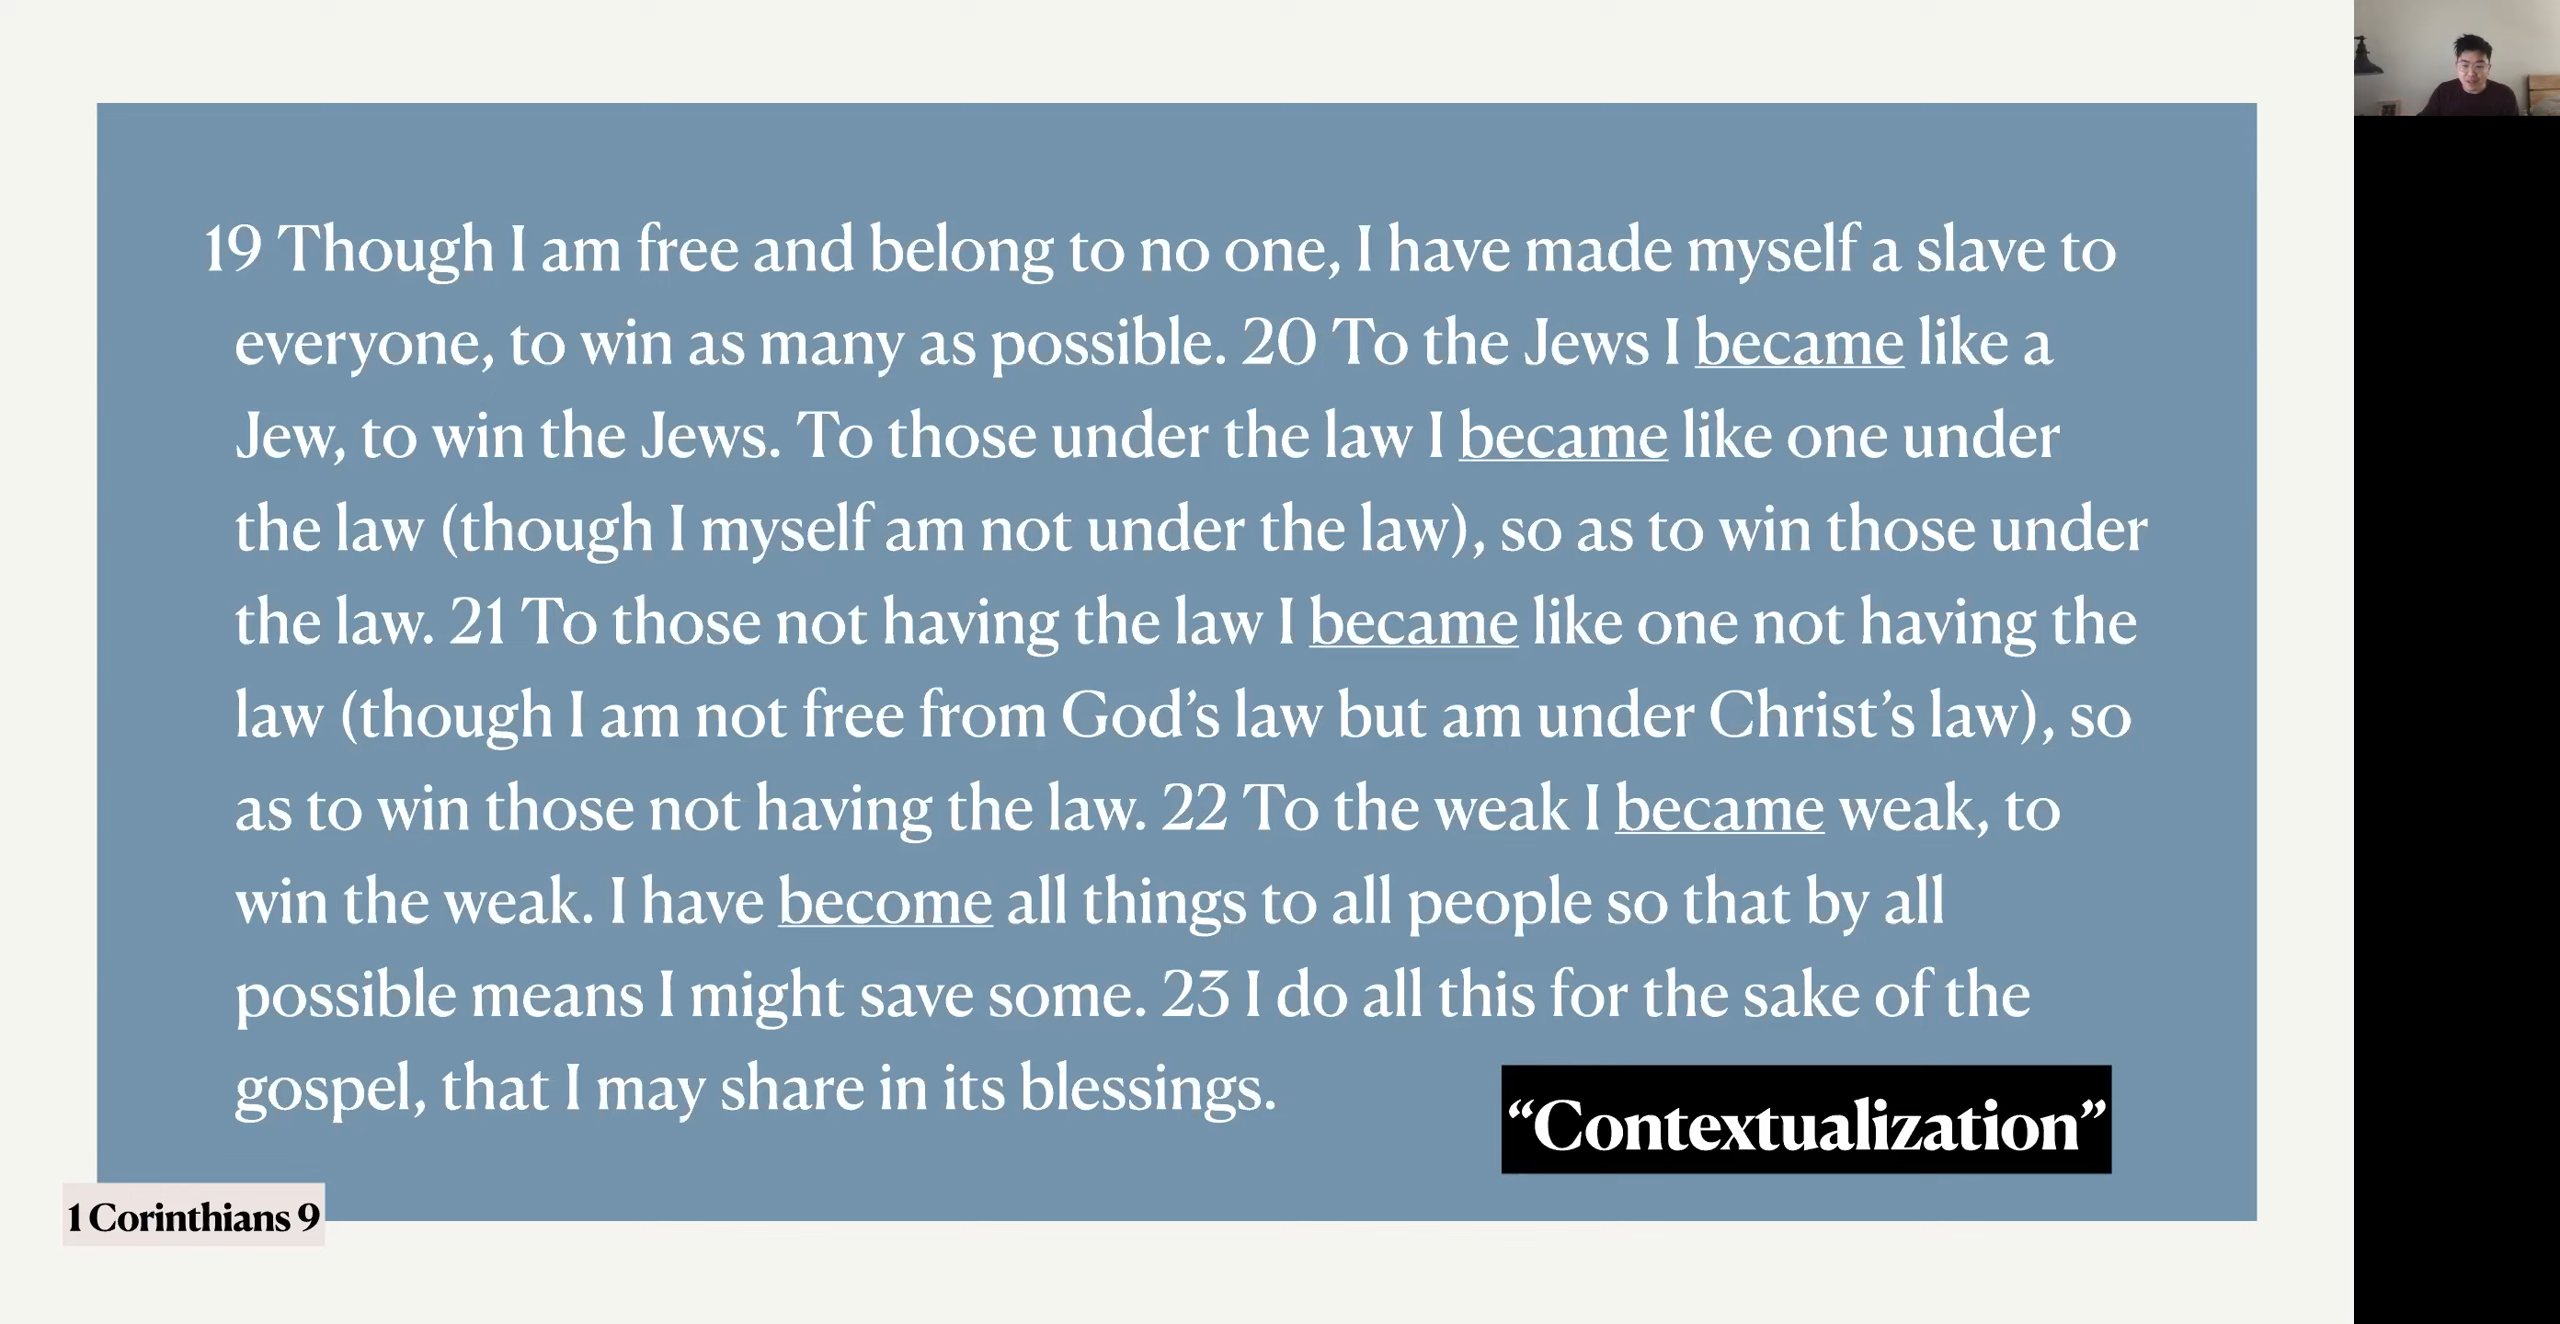 19 Though I am free and belong to no one, I have made myself a slave to
everyone, to win as many as possible. 20 To the Jews I became like a
Jew, to win the Jews. To those under the law I became like one under
the law (though I myself am not under the law), so as to win those under
the law. 21 To those not having the law I became like one not having the
law (though I am not free from God’s law but am under Christ’s law), so
as to win those not having the law. 22 To the weak I became weak, to
win the weak. I have become all things to all people so that by all
possible means I might save some. 23 I do all this for the sake of the
gospel, that I may share in its blessings.
“Contextualization”
1 Corinthians 9